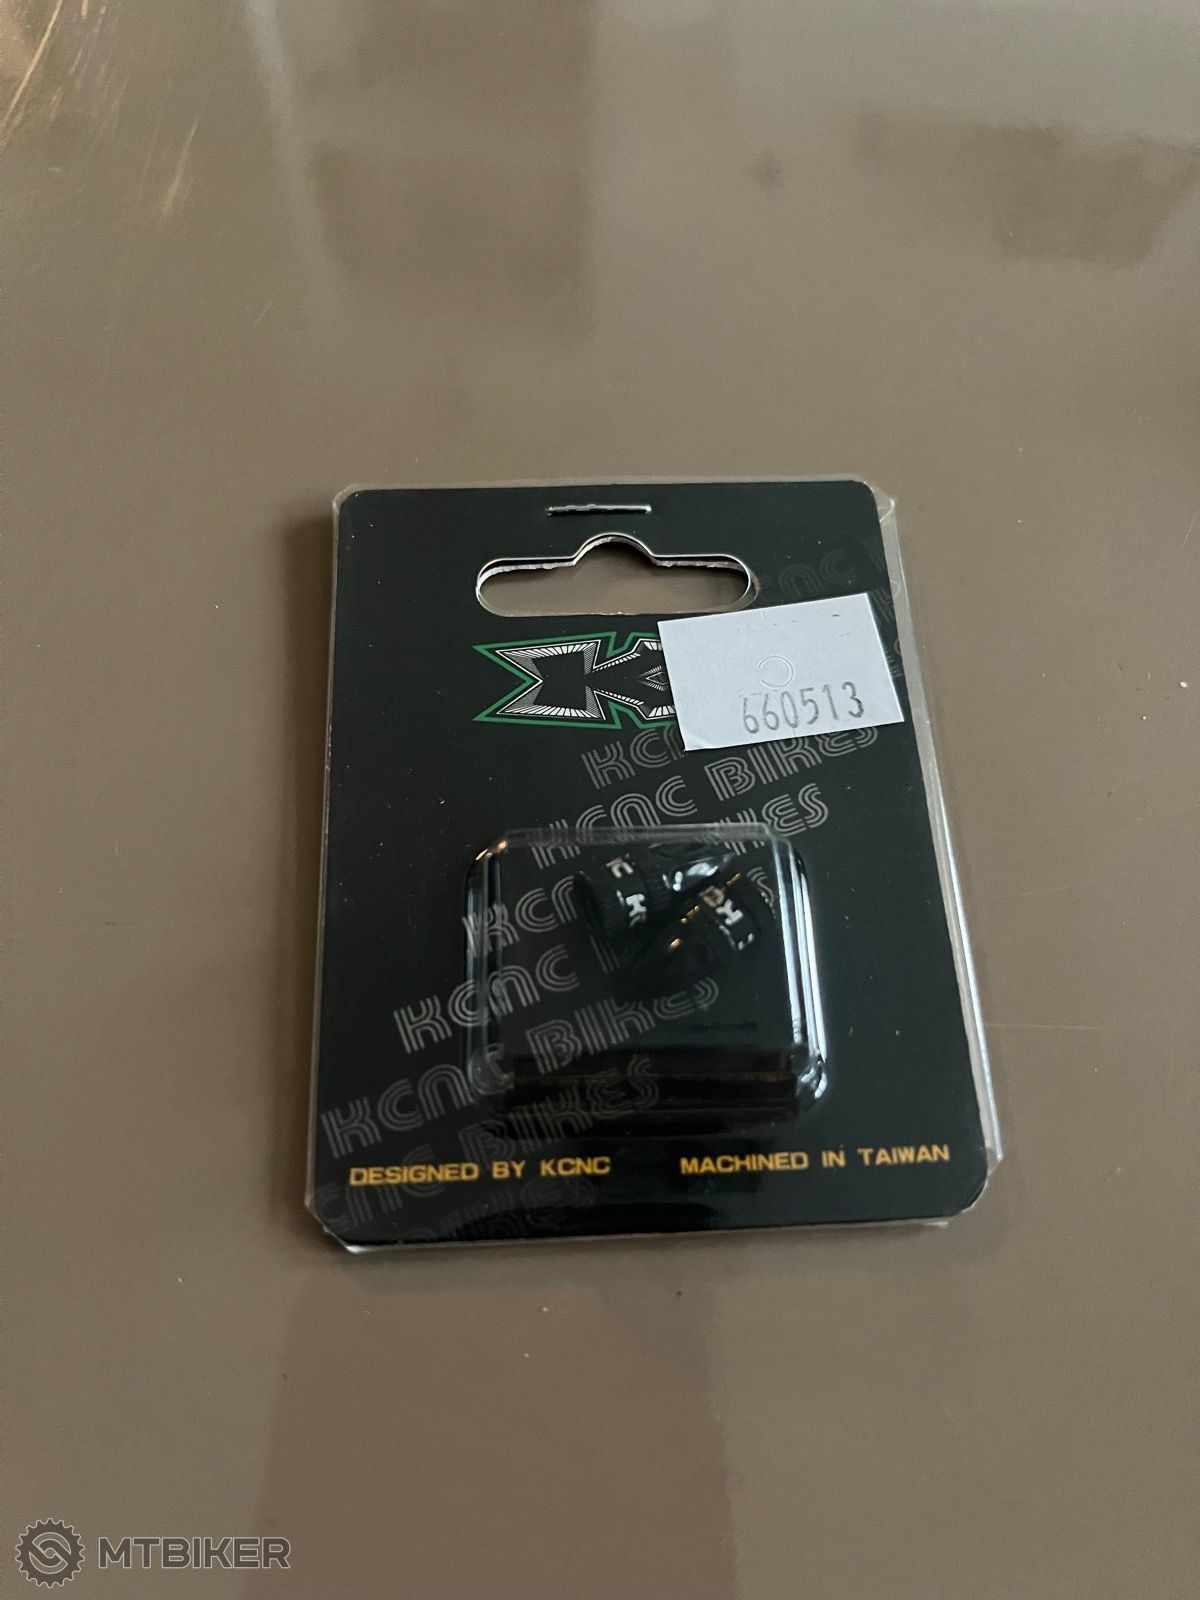 660513
KCNC BIKES
KCNC BIKES
KCNC BIKES
KCNC BIKES
DESIGNED BY KCNC
MACHINED IN TAIWAN
MTBIKER